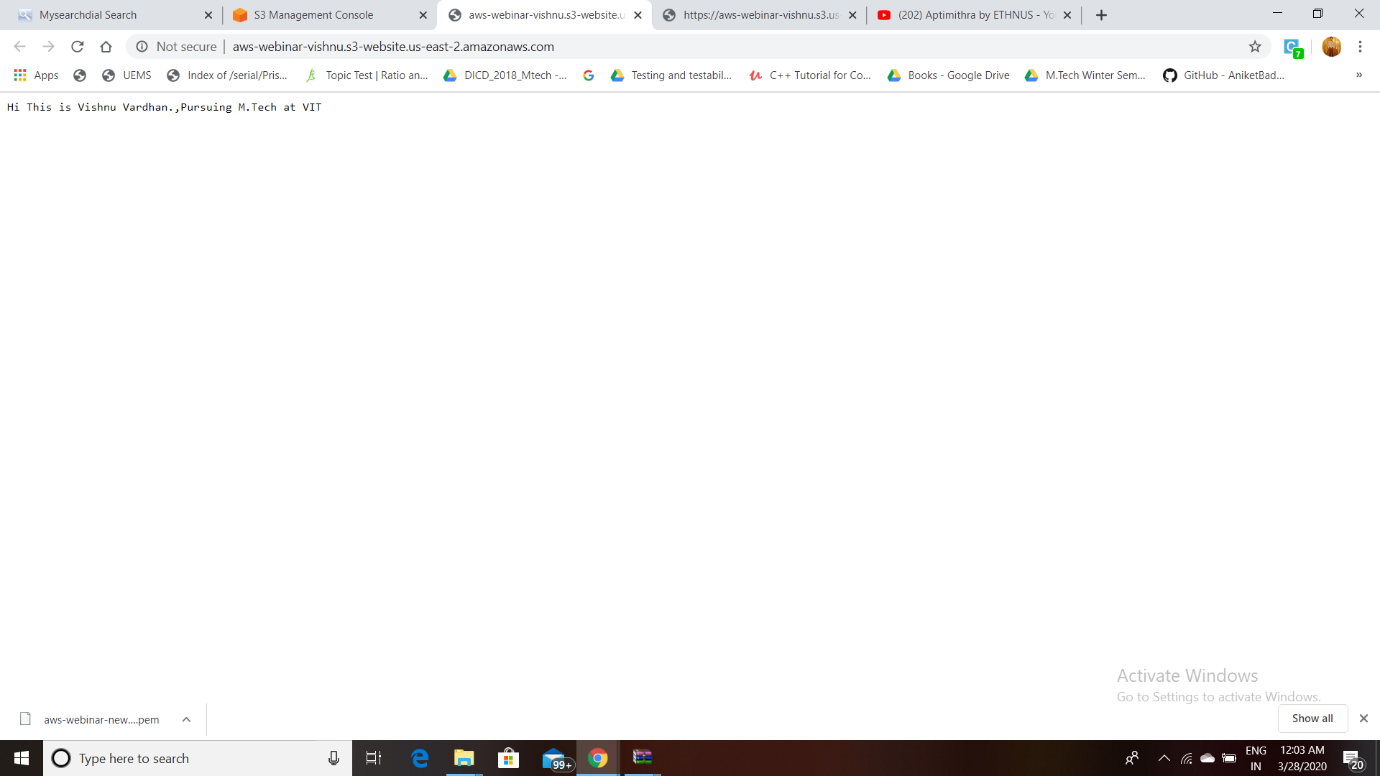 Mysearchdial Search
S3 Management Console
aws-webinar-vishnu.s3-website.u
https://aws-webinar-vishnu.s3.us
(202) Aptimithra by ETHNUS - Yo
Not secure | aws-webinar-vishnu.s3-website.us-east-2.amazonaws.com
7
Apps
UEMS
Index of /serial/Pris...
Topic Test | Ratio an...
DICD_2018_Mtech -...
Testing and testabil...
C++ Tutorial for Co...
Books - Google Drive
M.Tech Winter Sem...
GitHub - AniketBad...
»
Hi This is Vishnu Vardhan.,Pursuing M.Tech at VIT
Activate Windows
Go to Settings to activate Windows.
aws-webinar-new....pem
Show all
Type here to search
99+
ENG
IN
12:03 AM
3/28/2020
20